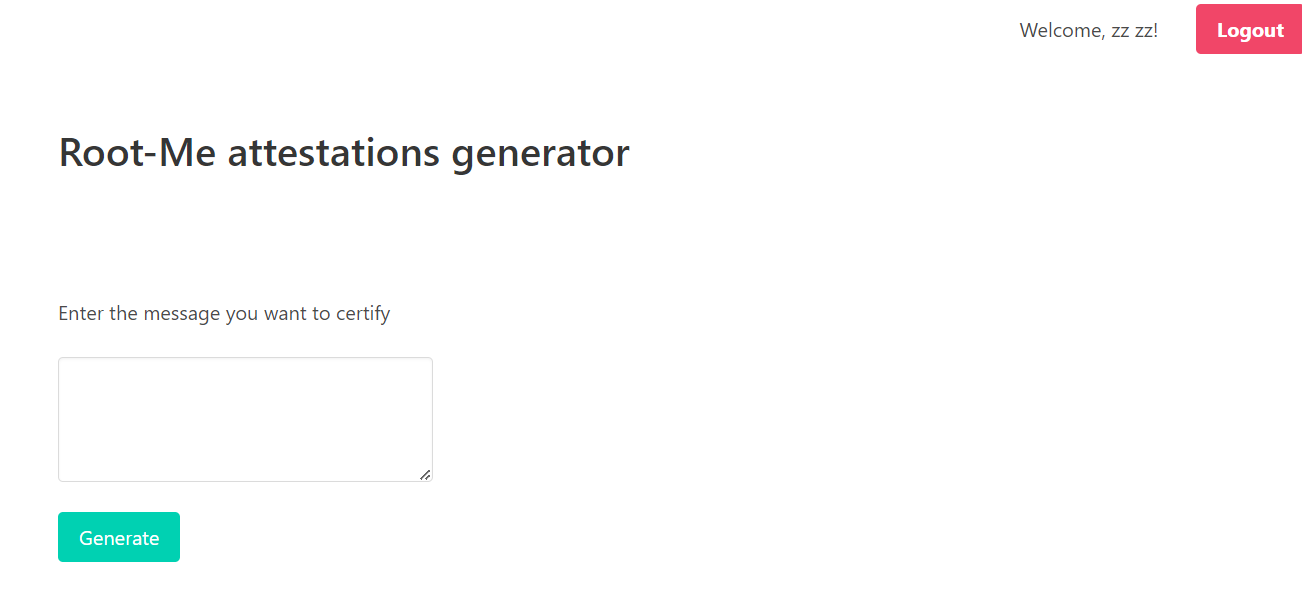 Welcome, zz zz!
Logout
Root-Me attestations generator
Enter the message you want to certify
Generate